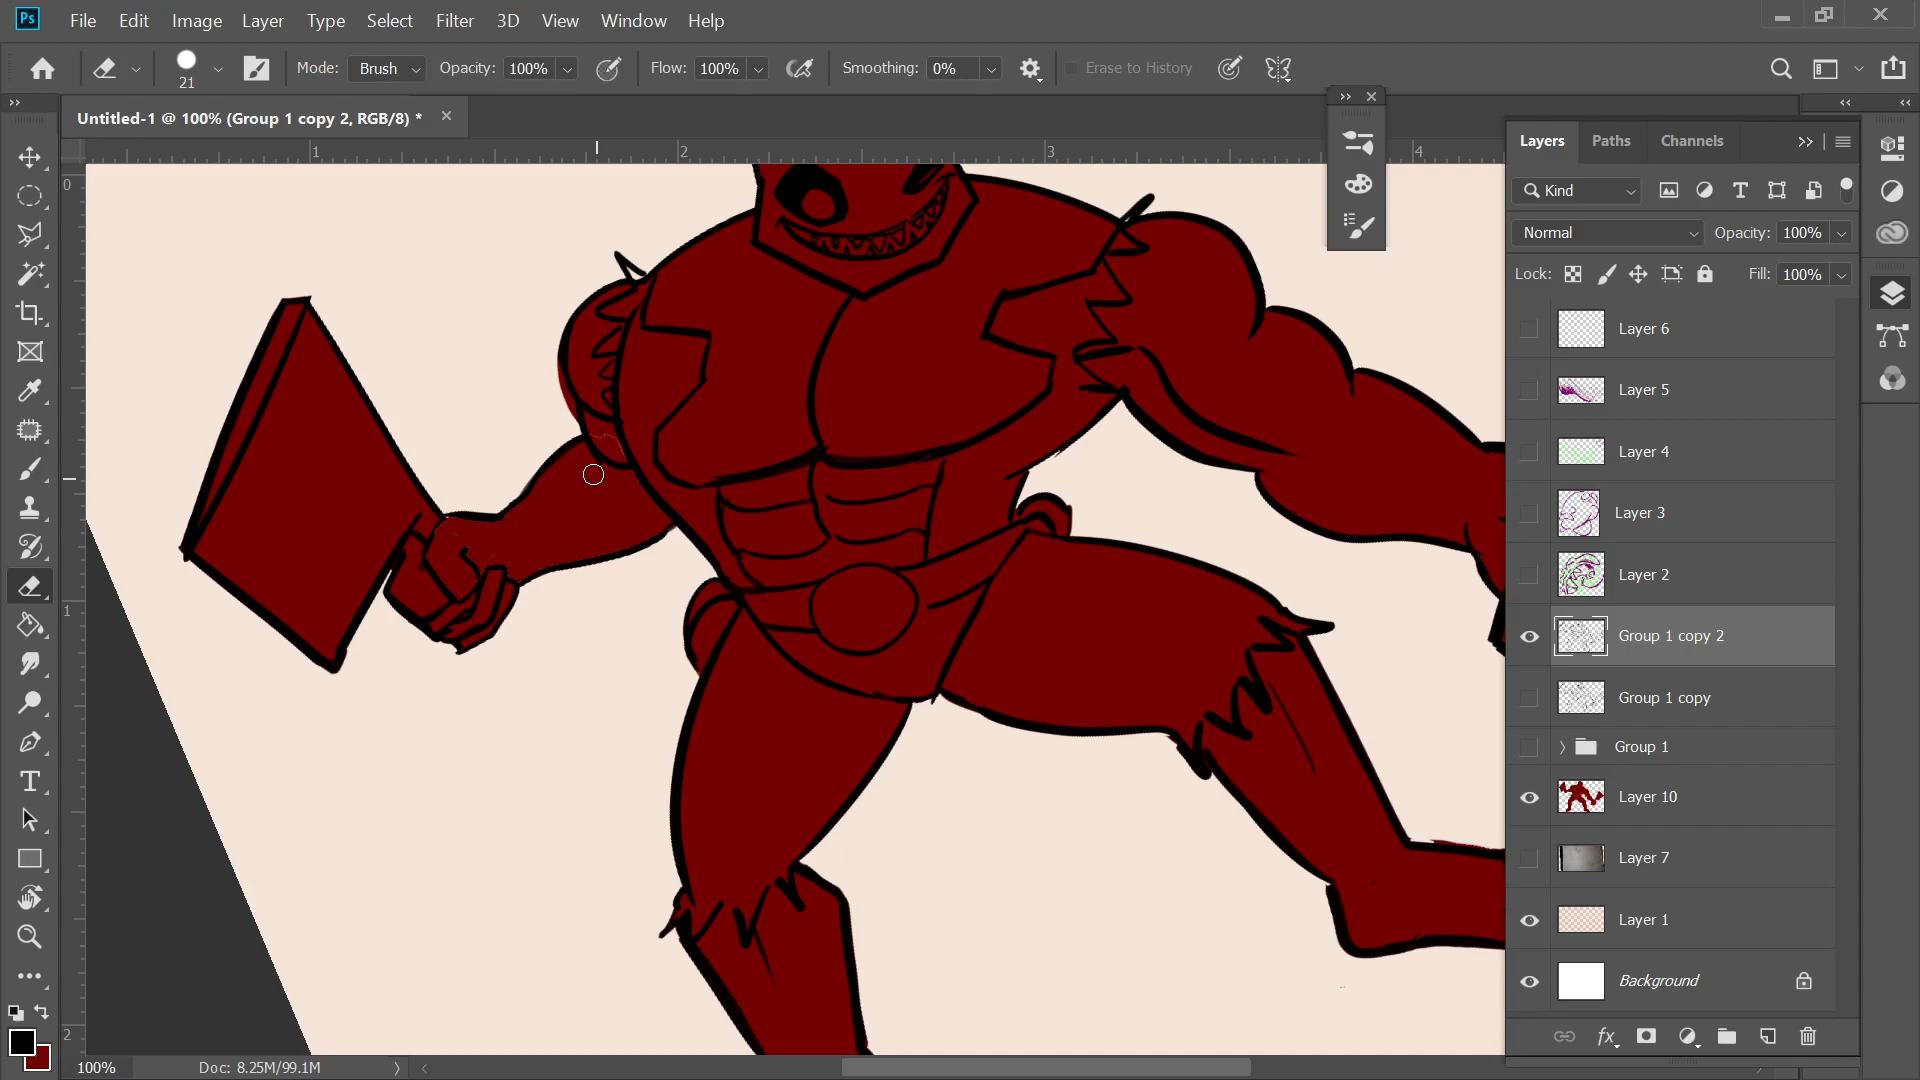 Ps File Edit Image Layer Type Select Filter 3D View Window Help
21 Mode: Brush Opacity: 100% Flow: 100% Smoothing: 0% Erase to History
Untitled-1 @ 100% (Group 1 copy 2, RGB/8) *
1 2 3 4
0
1
2
Layers Paths Channels
Kind
Normal Opacity: 100%
Lock: Fill: 100%
Layer 6
Layer 5
Layer 4
Layer 3
Layer 2
Group 1 copy 2
Group 1 copy
Group 1
Layer 10
Layer 7
Layer 1
Background
fx
100% Doc: 8.25M/99.1M